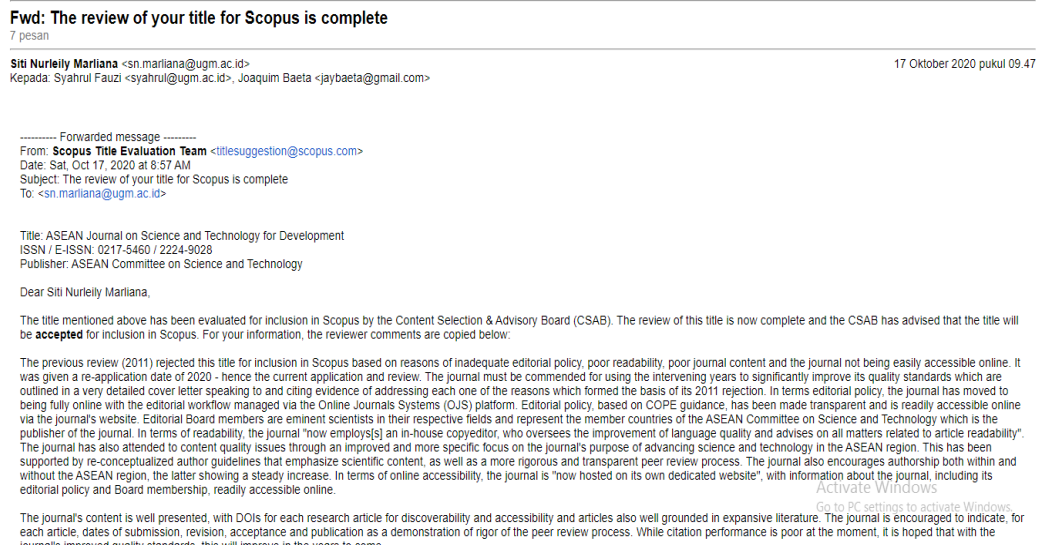 Fwd: The review of your title for Scopus is complete
7 pesan
Siti Nurleily Marliana <sn.marliana@ugm.ac.id>
17 Oktober 2020 pukul 09.47
Kepada: Syahrul Fauzi <syahrul@ugm.ac.id>, Joaquim Baeta <jaybaeta@gmail.com>
---------- Forwarded message ---------
From: Scopus Title Evaluation Team <titlesuggestion@scopus.com>
Date: Sat, Oct 17, 2020 at 8:57 AM
Subject: The review of your title for Scopus is complete
To: <sn.marliana@ugm.ac.id>
Title: ASEAN Journal on Science and Technology for Development
ISSN / E-ISSN: 0217-5460 / 2224-9028
Publisher: ASEAN Committee on Science and Technology
Dear Siti Nurleily Marliana,
The title mentioned above has been evaluated for inclusion in Scopus by the Content Selection & Advisory Board (CSAB). The review of this title is now complete and the CSAB has advised that the title will
be accepted for inclusion in Scopus. For your information, the reviewer comments are copied below:
The previous review (2011) rejected this title for inclusion in Scopus based on reasons of inadequate editorial policy, poor readability, poor journal content and the journal not being easily accessible online. It
was given a re-application date of 2020 - hence the current application and review. The journal must be commended for using the intervening years to significantly improve its quality standards which are
outlined in a very detailed cover letter speaking to and citing evidence of addressing each one of the reasons which formed the basis of its 2011 rejection. In terms editorial policy, the journal has moved to
being fully online with the editorial workflow managed via the Online Journals Systems (OJS) platform. Editorial policy, based on COPE guidance, has been made transparent and is readily accessible online
via the journal's website. Editorial Board members are eminent scientists in their respective fields and represent the member countries of the ASEAN Committee on Science and Technology which is the
publisher of the journal. In terms of readability, the journal "now employs[s] an in-house copyeditor, who oversees the improvement of language quality and advises on all matters related to article readability".
The journal has also attended to content quality issues through an improved and more specific focus on the journal's purpose of advancing science and technology in the ASEAN region. This has been
supported by re-conceptualized author guidelines that emphasize scientific content, as well as a more rigorous and transparent peer review process. The journal also encourages authorship both within and
without the ASEAN region, the latter showing a steady increase. In terms of online accessibility, the journal is "now hosted on its own dedicated website", with information about the journal, including its
editorial policy and Board membership, readily accessible online.
Activate Windows
Go to PC settings to activate Windows.
The journal's content is well presented, with DOIs for each research article for discoverability and accessibility and articles also well grounded in expansive literature. The journal is encouraged to indicate, for
each article, dates of submission, revision, acceptance and publication as a demonstration of rigor of the peer review process. While citation performance is poor at the moment, it is hoped that with the
journal's improved quality standards, this will improve in the years to come.